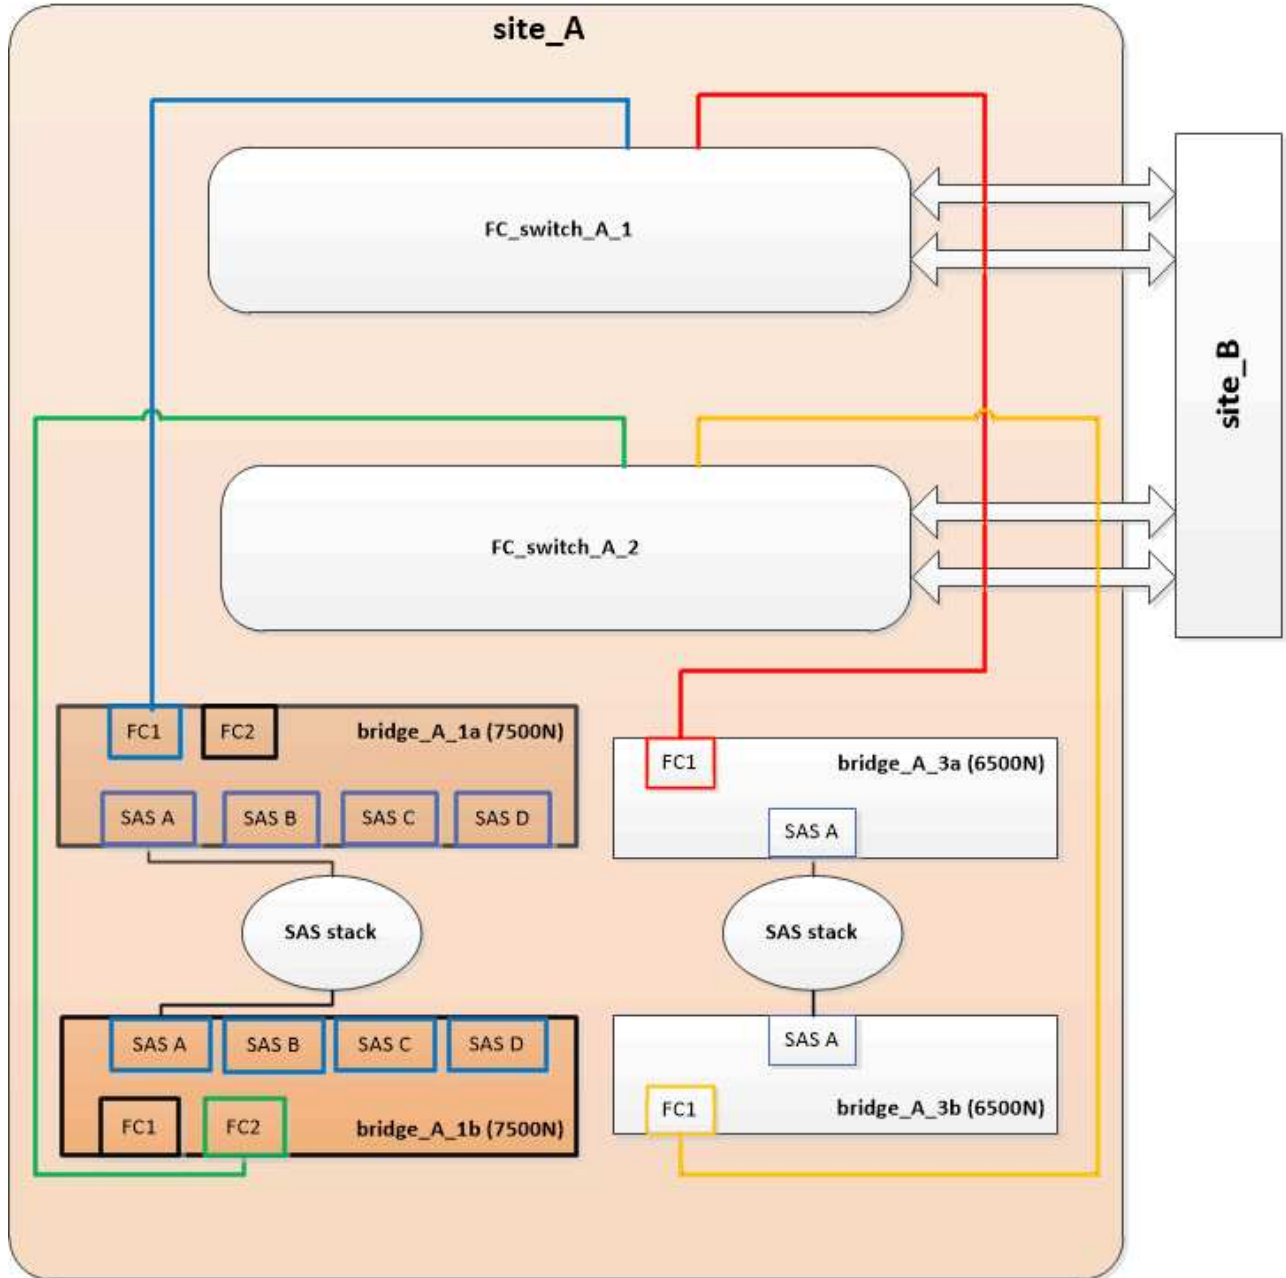 site_A
FC_switch_A_1
site_B
FC_switch_A_2
FC1
FC2
bridge_A_1a (7500N)
SAS A
SAS B
SAS C
SAS D
FC1
bridge_A_3a (6500N)
SAS A
SAS stack
SAS stack
SAS A
SAS B
SAS C
SAS D
FC1
FC2
bridge_A_1b (7500N)
SAS A
FC1
bridge_A_3b (6500N)